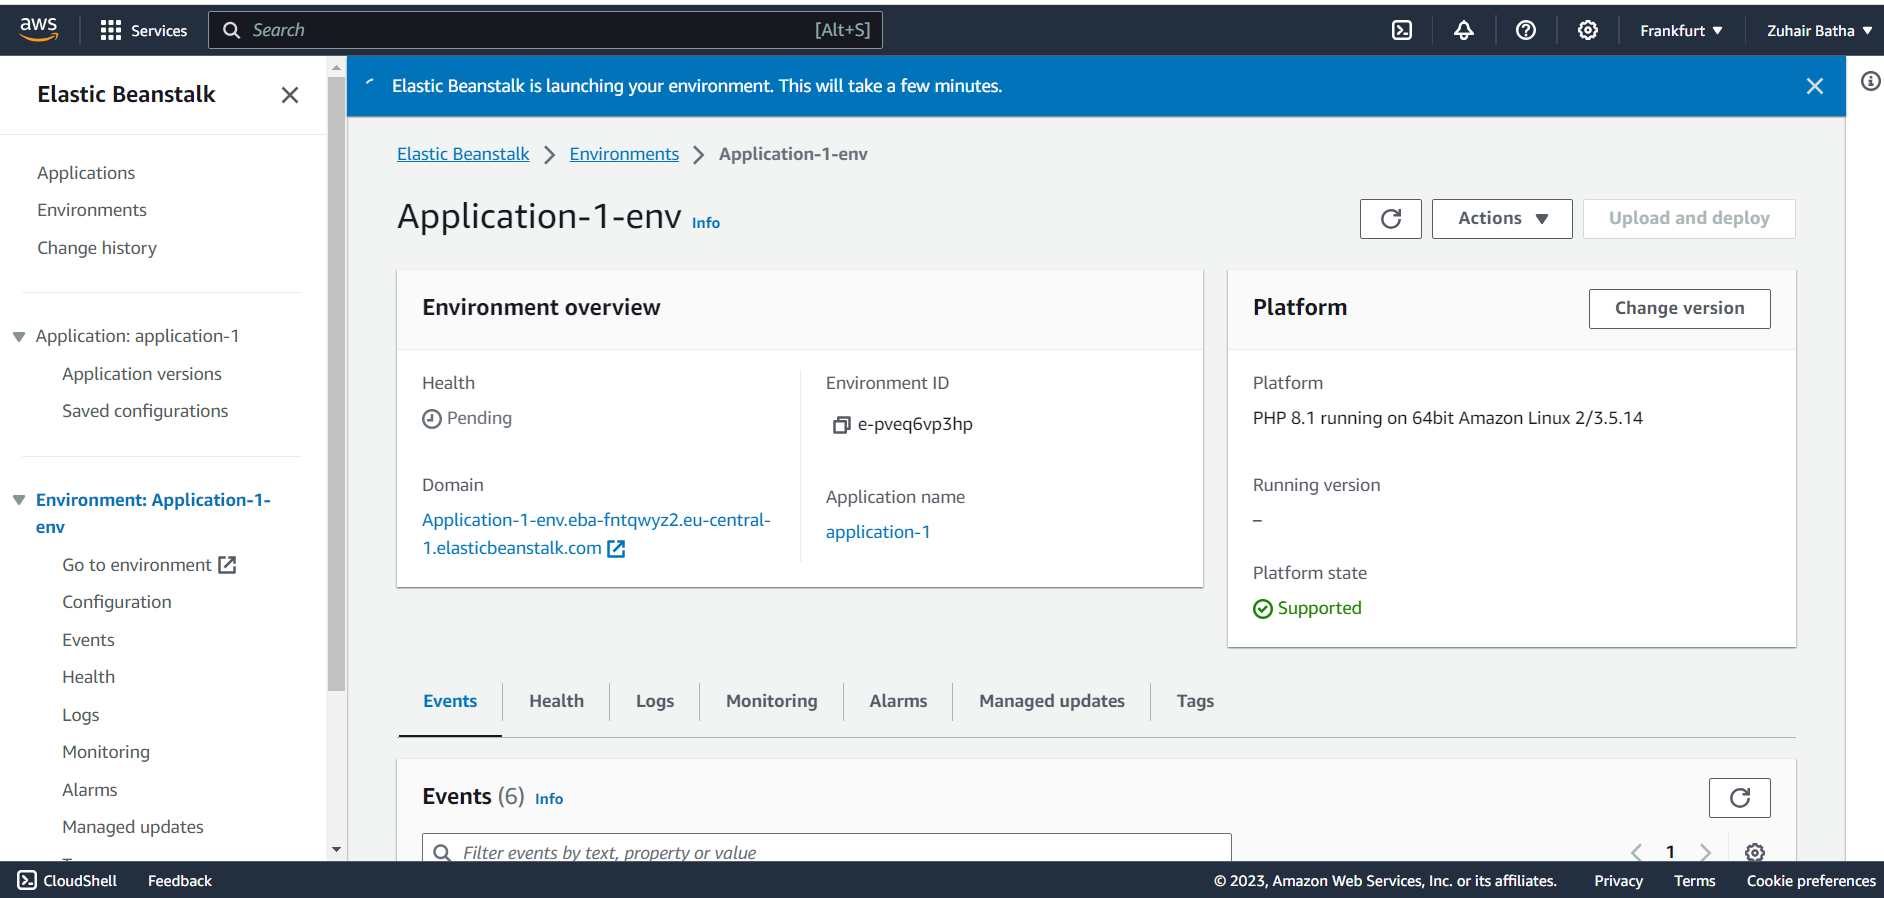 aws
Services
Search
[Alt+S]
Frankfurt
Zuhair Batha
Elastic Beanstalk
Applications
Environments
Change history
Application: application-1
Application versions
Saved configurations
Environment: Application-1-
env
Go to environment
Configuration
Events
Health
Logs
Monitoring
Alarms
Managed updates
Elastic Beanstalk is launching your environment. This will take a few minutes.
Elastic Beanstalk
Environments
Application-1-env
Application-1-env Info
Actions
Upload and deploy
Environment overview
Health
Pending
Domain
Application-1-env.eba-fntqwyz2.eu-central-
1.elasticbeanstalk.com
Environment ID
e-pveq6vp3hp
Application name
application-1
Platform
Change version
Platform
PHP 8.1 running on 64bit Amazon Linux 2/3.5.14
Running version
–
Platform state
Supported
Events
Health
Logs
Monitoring
Alarms
Managed updates
Tags
Events (6) Info
Filter events by text, property or value
1
CloudShell
Feedback
© 2023, Amazon Web Services, Inc. or its affiliates.
Privacy
Terms
Cookie preferences